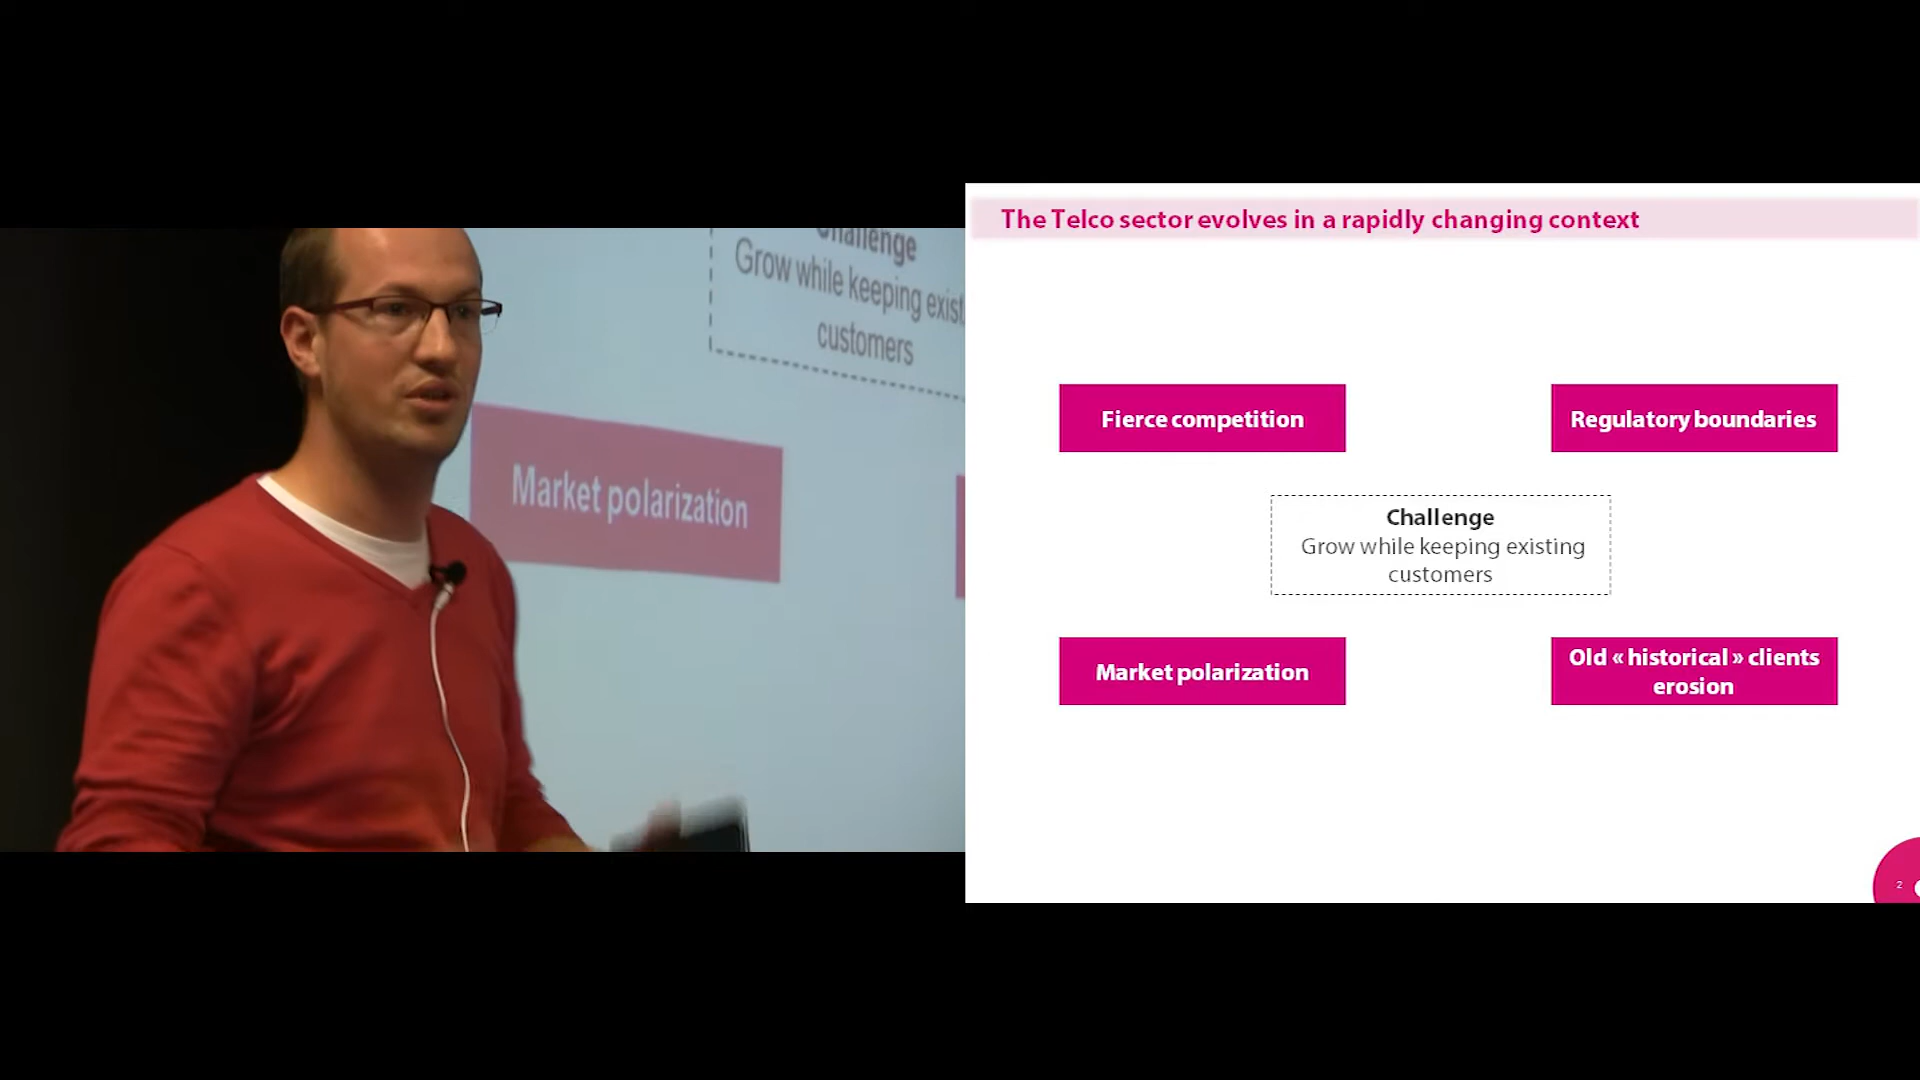 Challenge
Grow while keeping
customers
Market polarization
The Telco sector evolves in a rapidly changing context
Fierce competition
Regulatory boundaries
Challenge
Grow while keeping existing
customers
Market polarization
Old « historical » clients
erosion
2